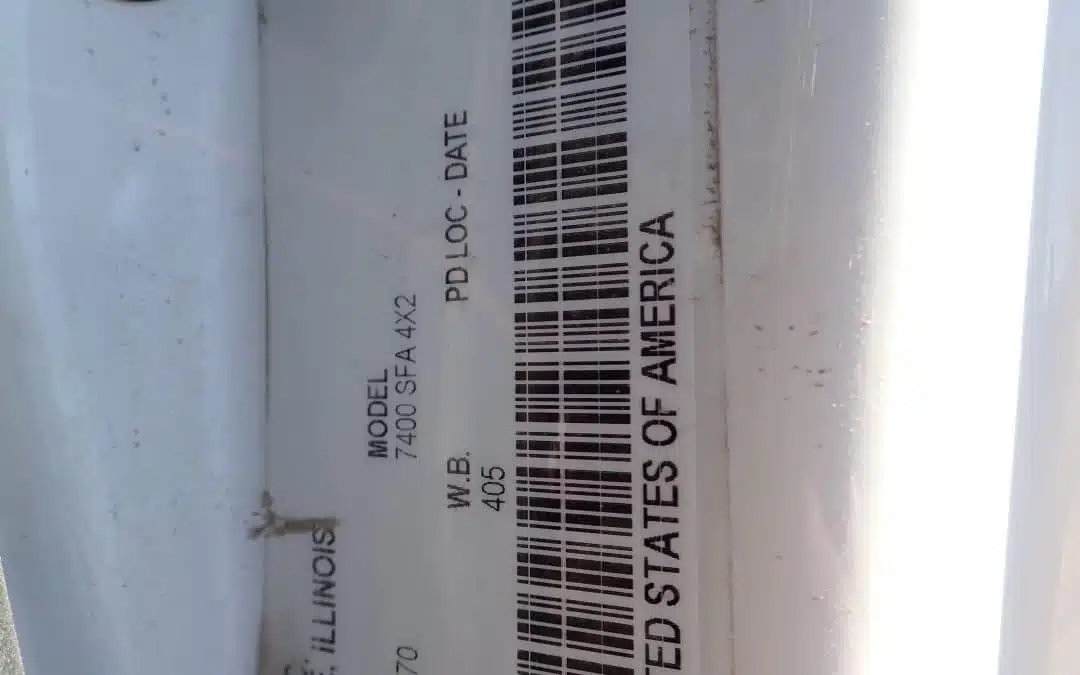 , ILLINOIS
MODEL
7400 SFA 4X2
70
W.B.
PD LOC - DATE
405
TED STATES OF AMERICA